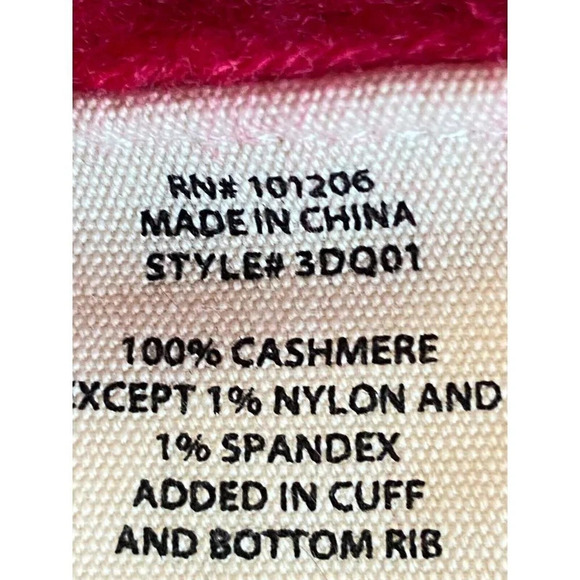 RN# 101206
MADE IN CHINA
STYLE# 3DQ01
100% CASHMERE
EXCEPT 1% NYLON AND
1% SPANDEX
ADDED IN CUFF
AND BOTTOM RIB